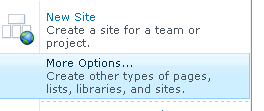 New Site
Create a site for a team or
project.
More Options...
Create other types of pages,
lists, libraries, and sites.